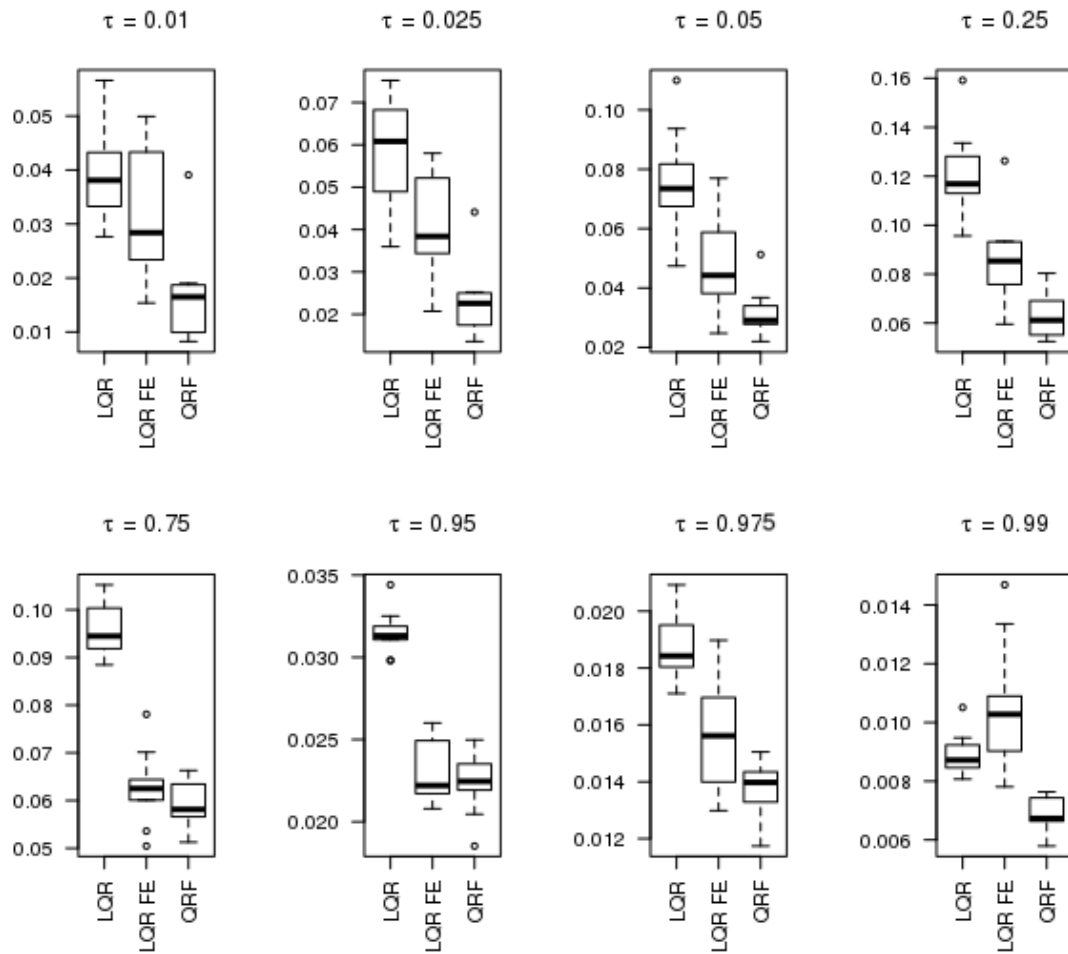 τ = 0.01
0.05
0.04
0.03
0.02
0.01
LQR
LQR FE
QRF
τ = 0.025
0.07
0.06
0.05
0.04
0.03
0.02
LQR
LQR FE
QRF
τ = 0.05
0.10
0.08
0.06
0.04
0.02
LQR
LQR FE
QRF
τ = 0.25
0.16
0.14
0.12
0.10
0.08
0.06
LQR
LQR FE
QRF
τ = 0.75
0.10
0.09
0.08
0.07
0.06
0.05
LQR
LQR FE
QRF
τ = 0.95
0.035
0.030
0.025
0.020
LQR
LQR FE
QRF
τ = 0.975
0.020
0.018
0.016
0.014
0.012
LQR
LQR FE
QRF
τ = 0.99
0.014
0.012
0.010
0.008
0.006
LQR
LQR FE
QRF